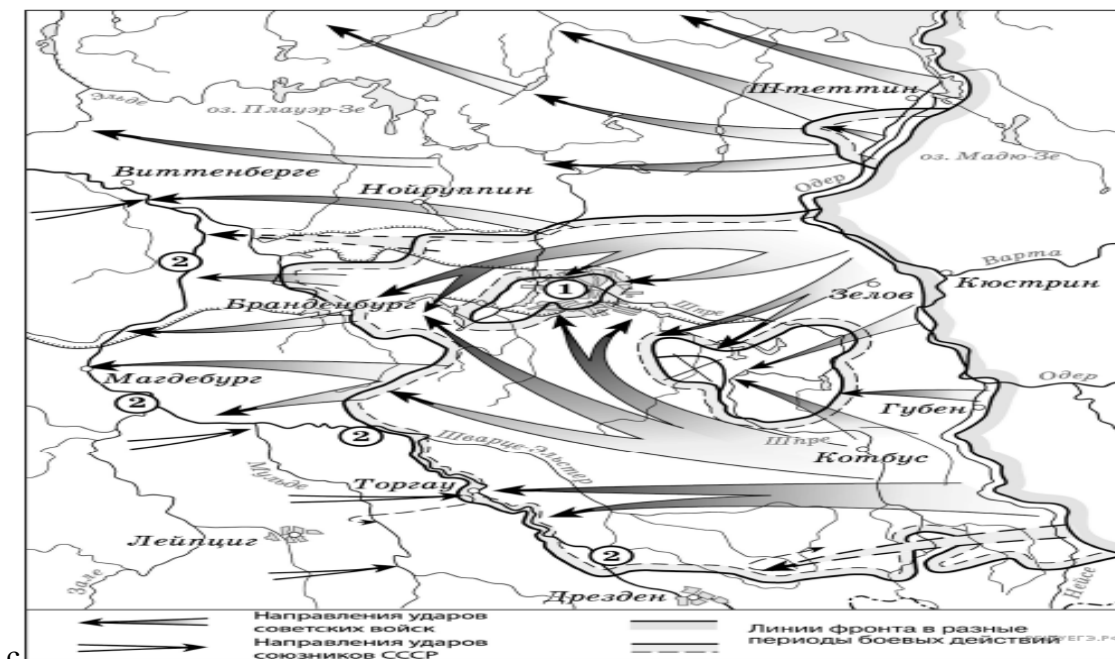 Штеттин
Эльде
оз. Плауэр-Зе
оз. Мадю-Зе
Виттенберге
Нойруппин
Одер
2
Варта
1
Кюстрин
Бранденбург
Шпре
Зелов
Магдебург
Одер
2
Губен
2
Шварце-Эльстер
Шпре
Котбус
Мульде
Торгау
Лейпциг
2
Зале
Дрезден
Нейсе
Направления ударов
советских войск
Направления ударов
союзников СССР
Линии фронта в разные
периоды боевых действий
с